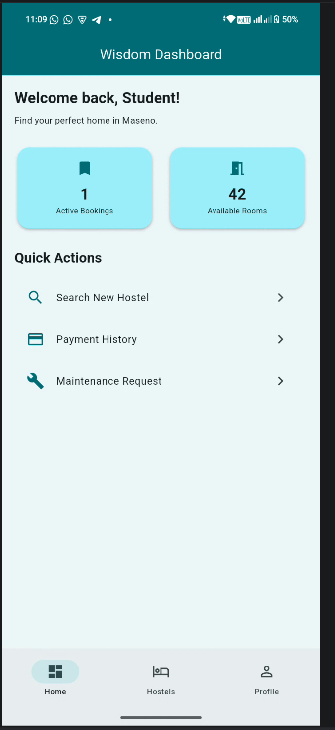 11:09 50%
Wisdom Dashboard
Welcome back, Student!
Find your perfect home in Maseno.
1
Active Bookings
42
Available Rooms
Quick Actions
Search New Hostel
Payment History
Maintenance Request
Home
Hostels
Profile